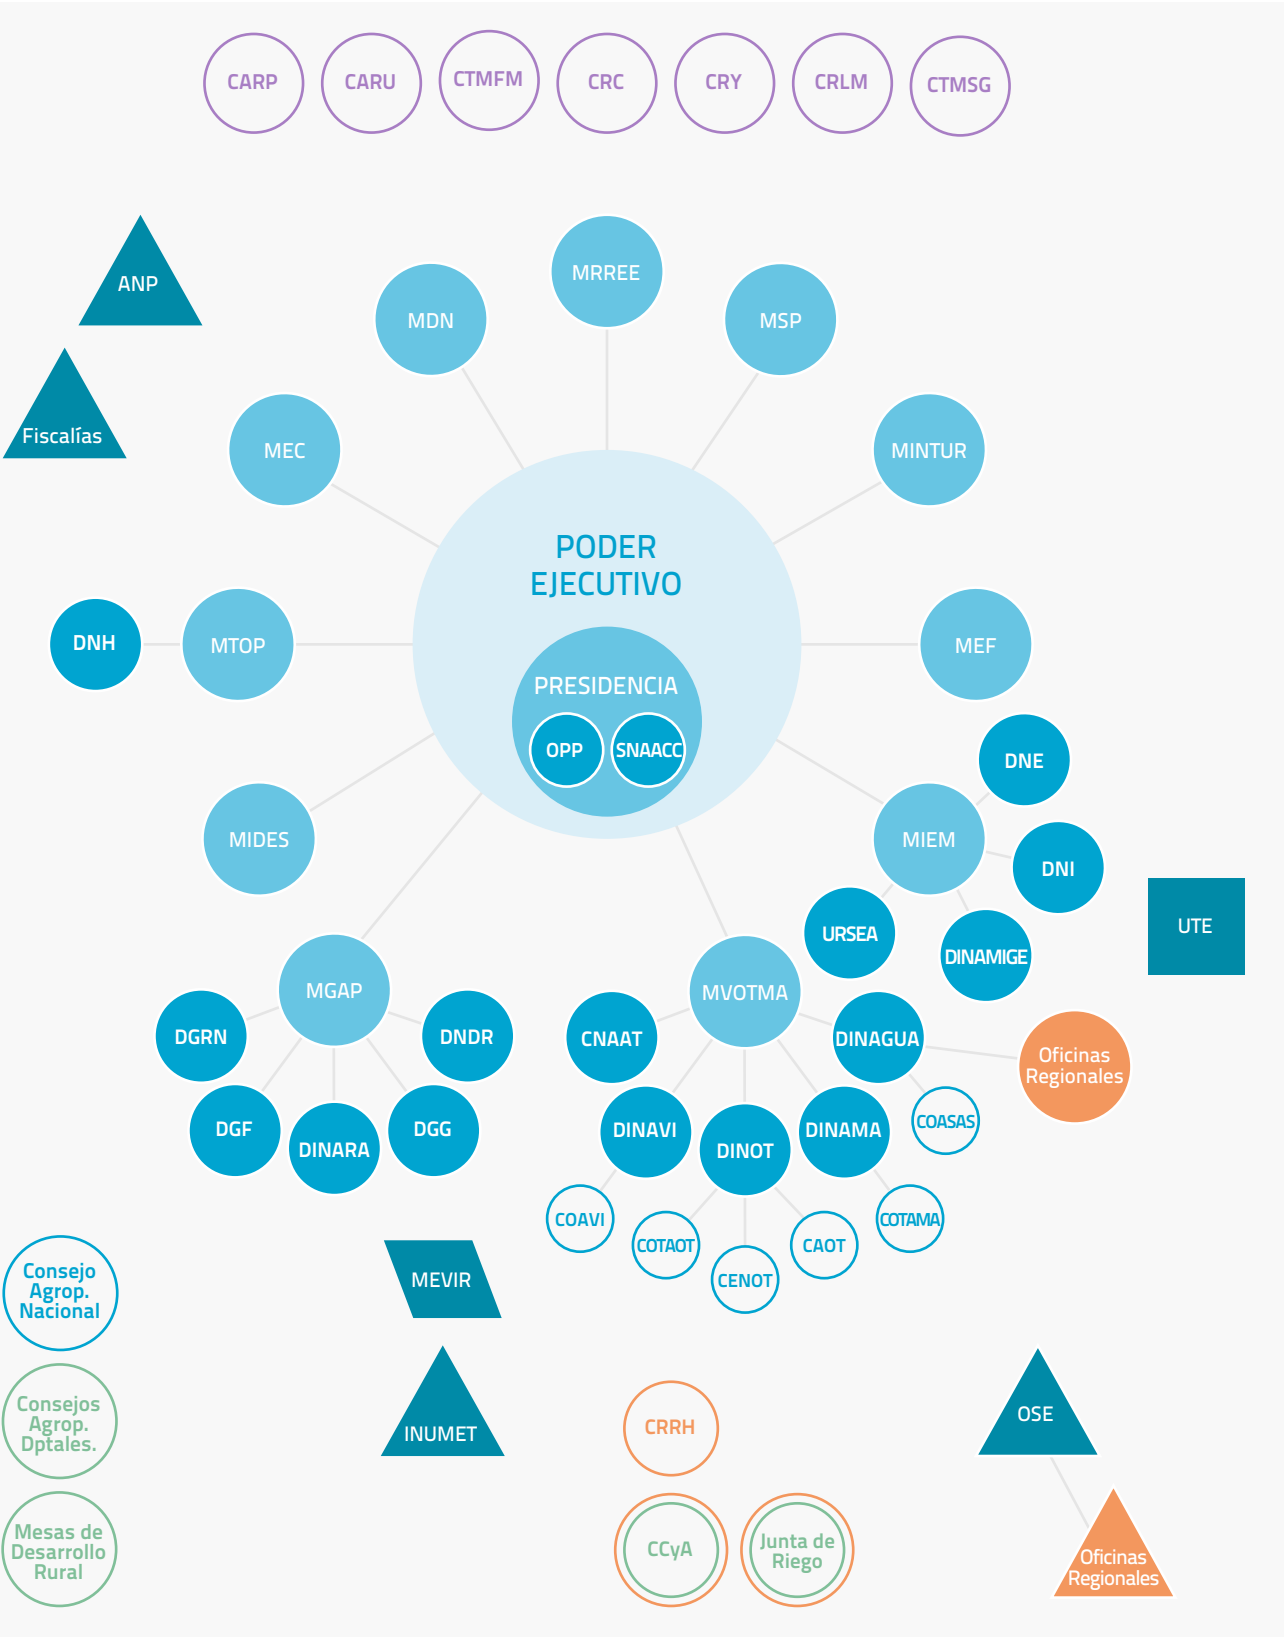 CARP
CARU
CTMFM
CRC
CRY
CRLM
CTMSG
ANP
Fiscalías
MRREE
MDN
MSP
MEC
MINTUR
PODER
EJECUTIVO
DNH
MTOP
MEF
PRESIDENCIA
OPP
SNAACC
DNE
MIDES
MIEM
DNI
UTE
URSEA
DINAMIGE
MGAP
MVOTMA
DGRN
DNDR
CNAAT
DINAGUA
Oficinas
Regionales
DGF
DINARA
DGG
DINAVI
DINOT
DINAMA
COASAS
COAVI
COTAOT
CENOT
CAOT
COTAMA
Consejo
Agrop.
Nacional
MEVIR
Consejos
Agrop.
Dptales.
INUMET
CRRH
OSE
Mesas de
Desarrollo
Rural
CCyA
Junta de
Riego
Oficinas
Regionales